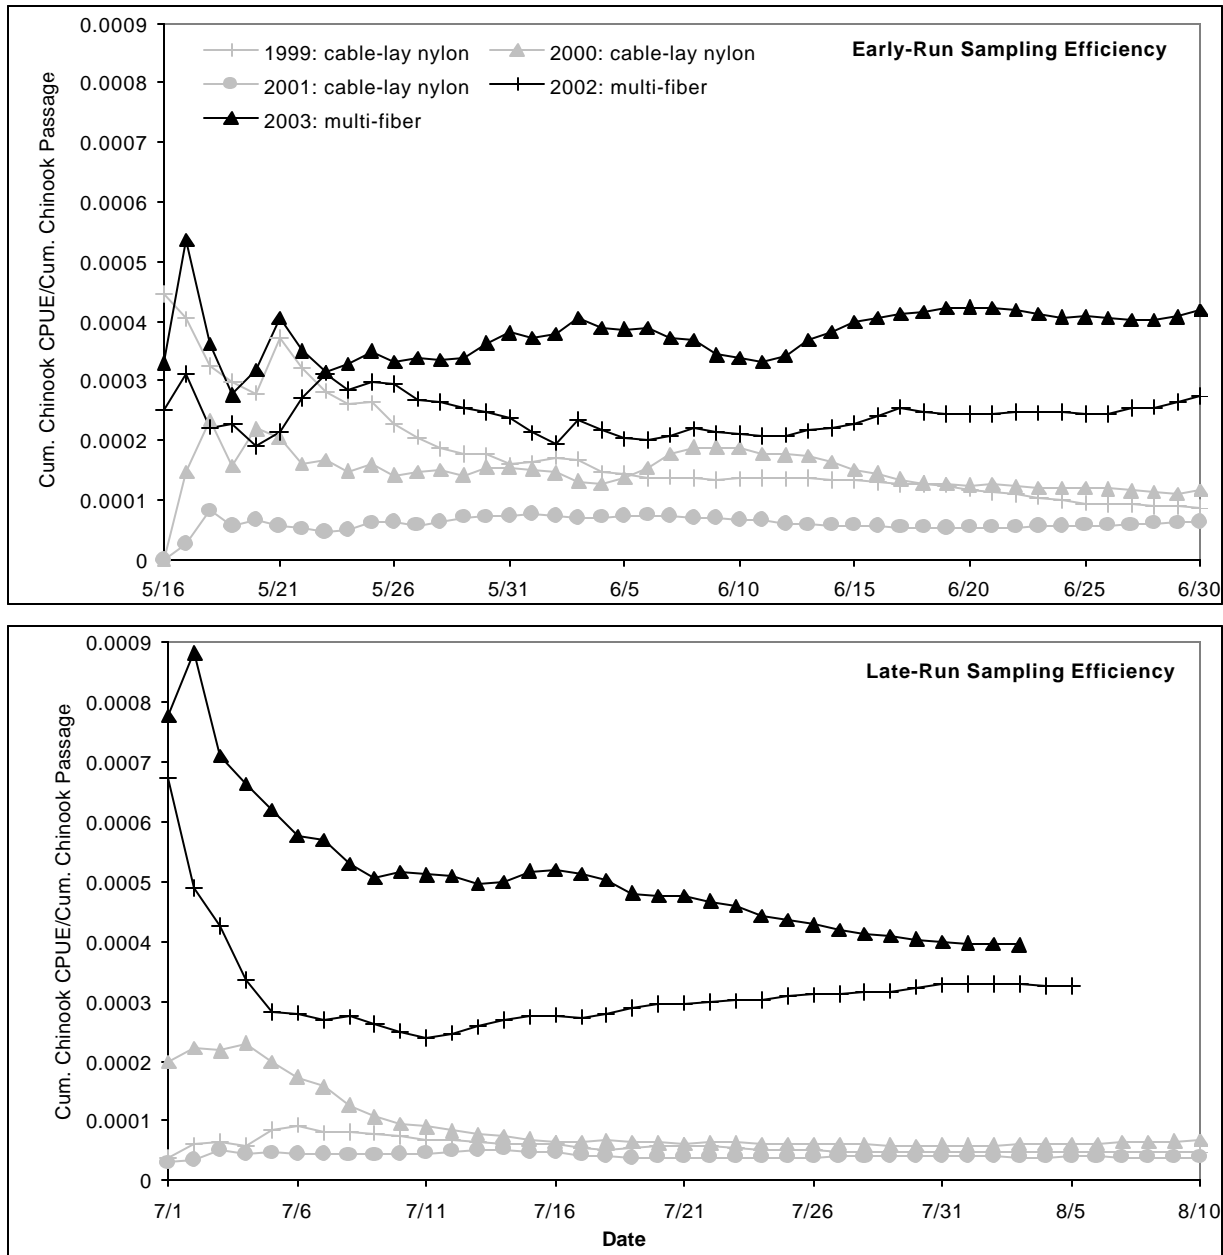 Early-Run Sampling Efficiency
1999: cable-lay nylon
2000: cable-lay nylon
2001: cable-lay nylon
2002: multi-fiber
2003: multi-fiber
Cum. Chinook CPUE/Cum. Chinook Passage
0.0009
0.0008
0.0007
0.0006
0.0005
0.0004
0.0003
0.0002
0.0001
0
5/16 5/21 5/26 5/31 6/5 6/10 6/15 6/20 6/25 6/30
Late-Run Sampling Efficiency
Cum. Chinook CPUE/Cum. Chinook Passage
0.0009
0.0008
0.0007
0.0006
0.0005
0.0004
0.0003
0.0002
0.0001
0
7/1 7/6 7/11 7/16 7/21 7/26 7/31 8/5 8/10
Date